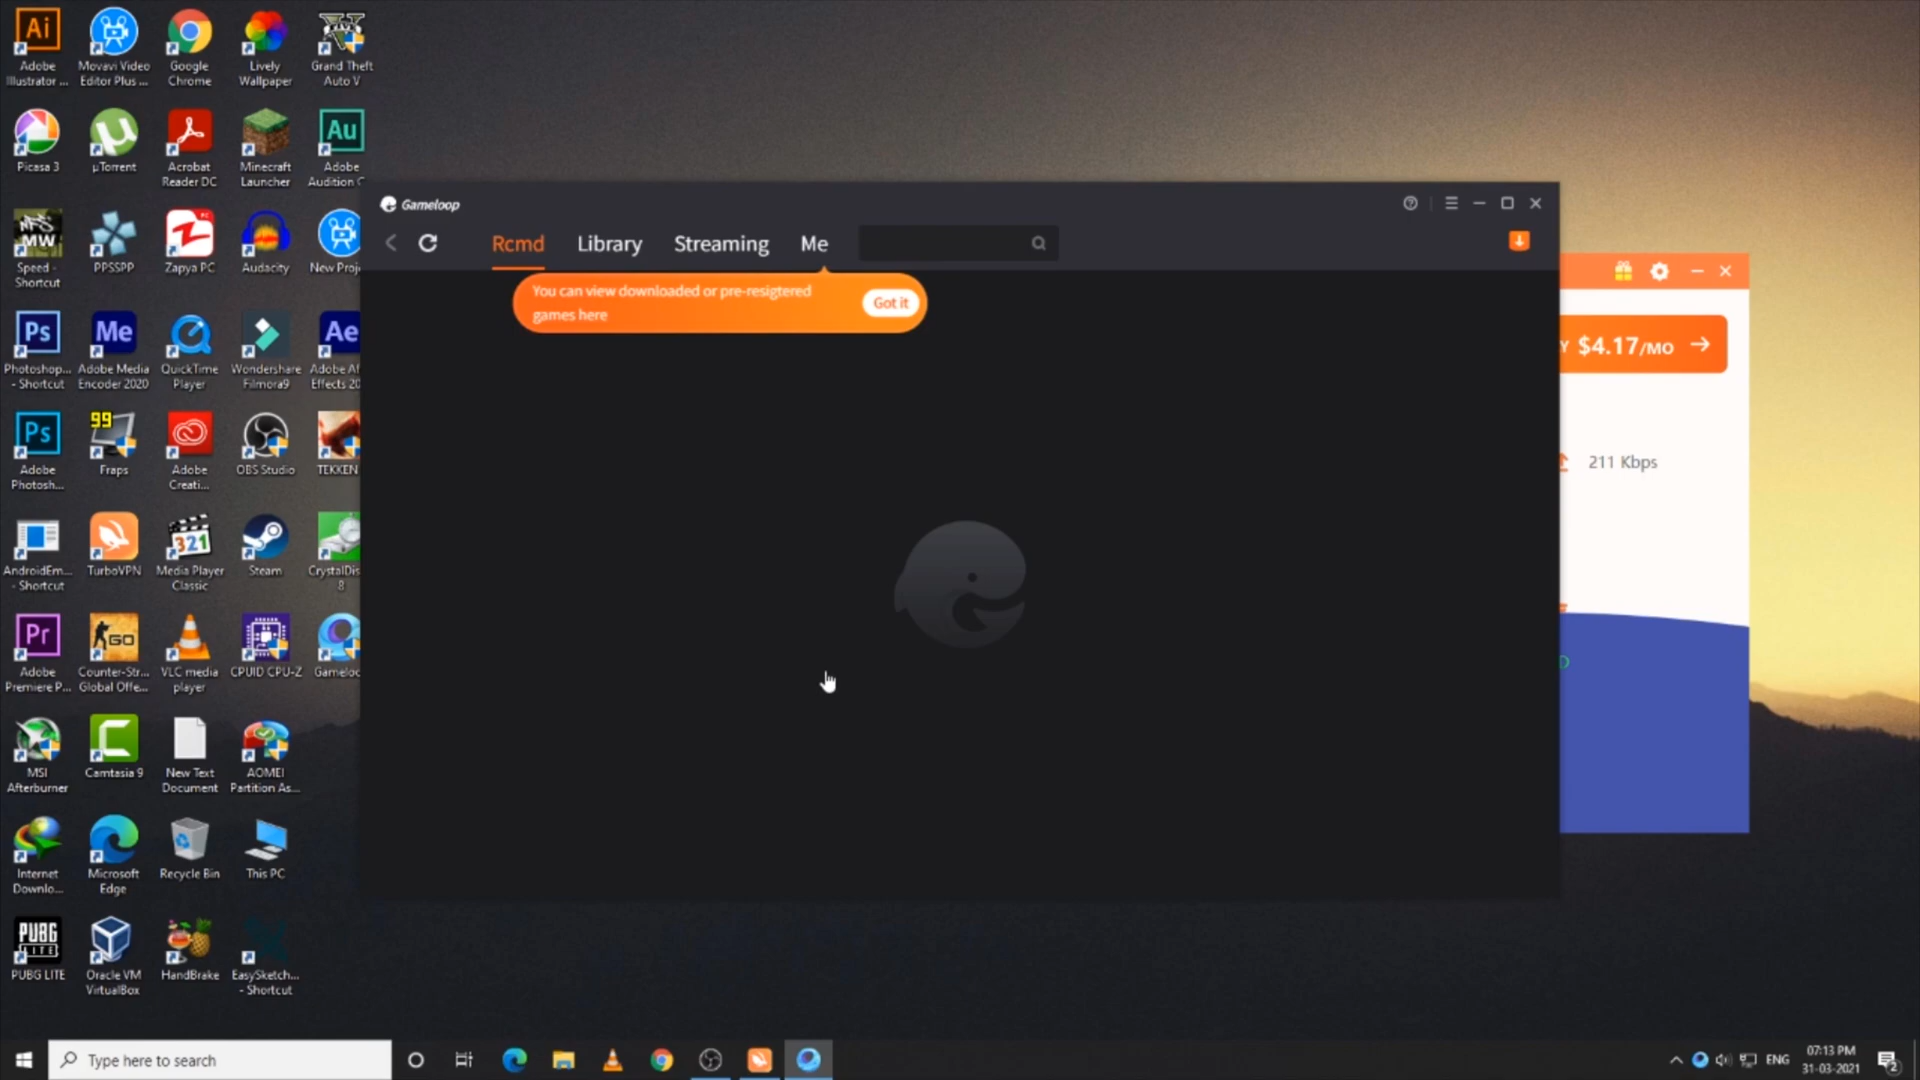 Adobe
Illustrator ...
Movavi Video
Editor Plus ...
Google
Chrome
Lively
Wallpaper
Grand Theft
Auto V
Picasa 3
µTorrent
Acrobat
Reader DC
Minecraft
Launcher
Adobe
Audition C
Speed -
Shortcut
PPSSPP
Zapya PC
Audacity
New Proj
Photoshop...
- Shortcut
Adobe Media
Encoder 2020
QuickTime
Player
Wondershare
Filmora9
Adobe Af
Effects 20
Adobe
Photosh...
Fraps
Adobe
Creati...
OBS Studio
TEKKEN
AndroidEm...
- Shortcut
TurboVPN
Media Player
Classic
Steam
CrystalDis
8
Adobe
Premiere P...
Counter-Str...
Global Offe...
VLC media
player
CPUID CPU-Z
Gameloo
MSI
Afterburner
Camtasia 9
New Text
Document
AOMEI
Partition As...
Internet
Downlo...
Microsoft
Edge
Recycle Bin
This PC
PUBG LITE
Oracle VM
VirtualBox
HandBrake
EasySketch...
- Shortcut
Ai
Au
NFS
MW
Ps
Me
Ae
Ps
99
321
Pr
GO
PUBG
LITE
Gameloop
Rcmd
Library
Streaming
Me
You can view downloaded or pre-resigtered
games here
Got it
Y $4.17/MO
211 Kbps
D
Type here to search
ENG
07:13 PM
31-03-2021
2